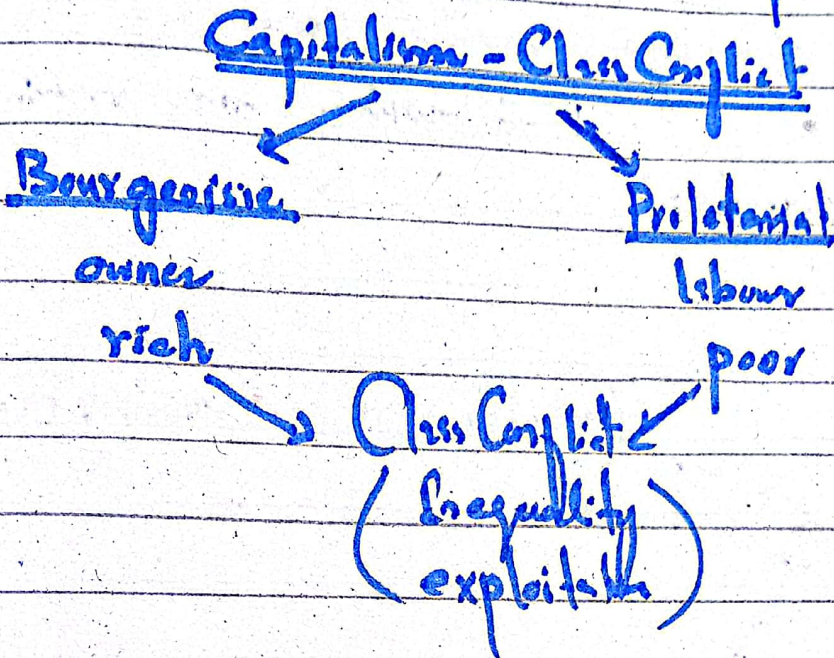 Capitalism - Class Conflict
Bourgeoisie Proletariat
owner labour
rich poor
Class Conflict
( Inequality
exploitation )